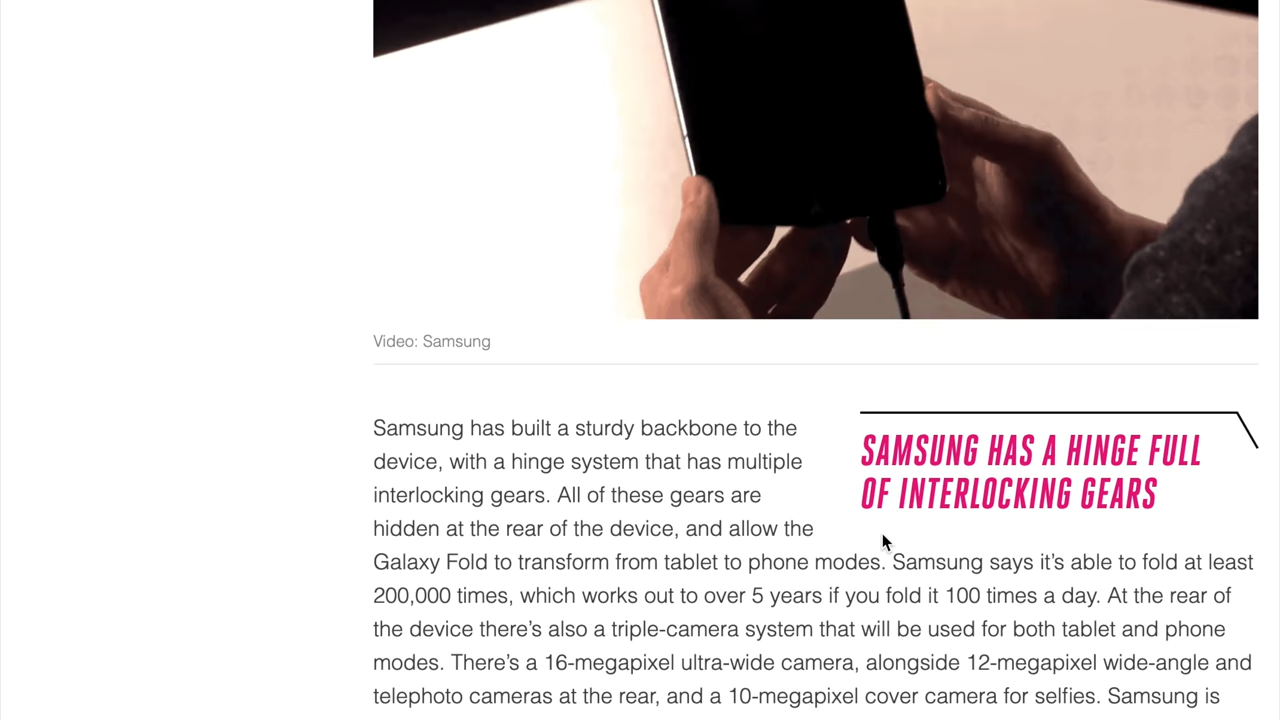 Video: Samsung
Samsung has built a sturdy backbone to the
device, with a hinge system that has multiple
interlocking gears. All of these gears are
hidden at the rear of the device, and allow the
Galaxy Fold to transform from tablet to phone modes. Samsung says it’s able to fold at least
200,000 times, which works out to over 5 years if you fold it 100 times a day. At the rear of
the device there’s also a triple-camera system that will be used for both tablet and phone
modes. There’s a 16-megapixel ultra-wide camera, alongside 12-megapixel wide-angle and
telephoto cameras at the rear, and a 10-megapixel cover camera for selfies. Samsung is
SAMSUNG HAS A HINGE FULL
OF INTERLOCKING GEARS